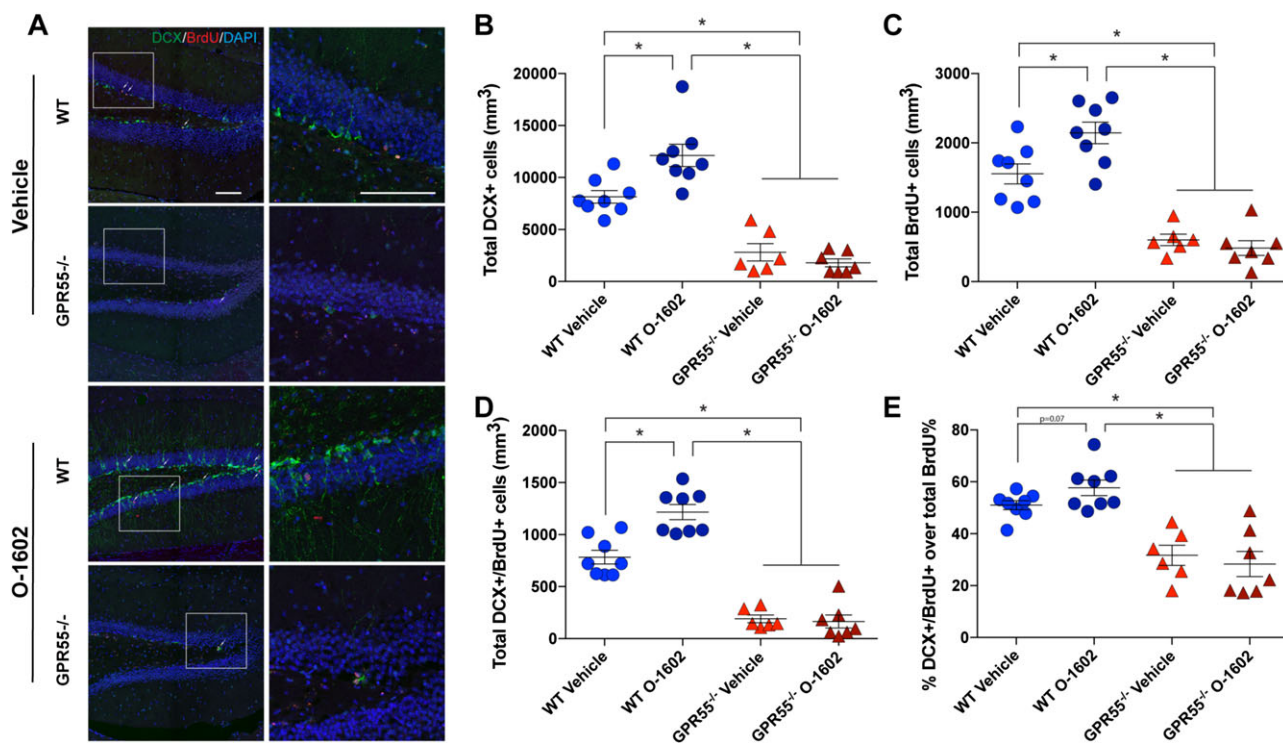 A
DCX/BrdU/DAPI
Vehicle
WT
GPR55-/-
O-1602
WT
GPR55-/-
B
*
*
*
Total DCX+ cells (mm³)
20000
15000
10000
5000
0
WT Vehicle
WT O-1602
GPR55-/- Vehicle
GPR55-/- O-1602
C
*
*
*
Total BrdU+ cells (mm³)
3000
2000
1000
0
WT Vehicle
WT O-1602
GPR55-/- Vehicle
GPR55-/- O-1602
D
*
*
*
Total DCX+/BrdU+ cells (mm³)
2000
1500
1000
500
0
WT Vehicle
WT O-1602
GPR55-/- Vehicle
GPR55-/- O-1602
E
*
p=0.07
*
% DCX+/BrdU+ over total BrdU%
80
60
40
20
0
WT Vehicle
WT O-1602
GPR55-/- Vehicle
GPR55-/- O-1602